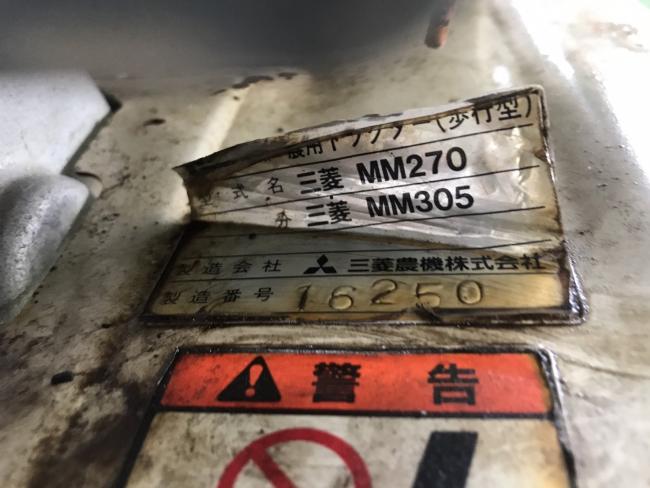 農用トラクター(歩行型)
型式名 三菱 MM270
三菱 MM305
製造会社 三菱農機株式会社
製造番号 16250
警告